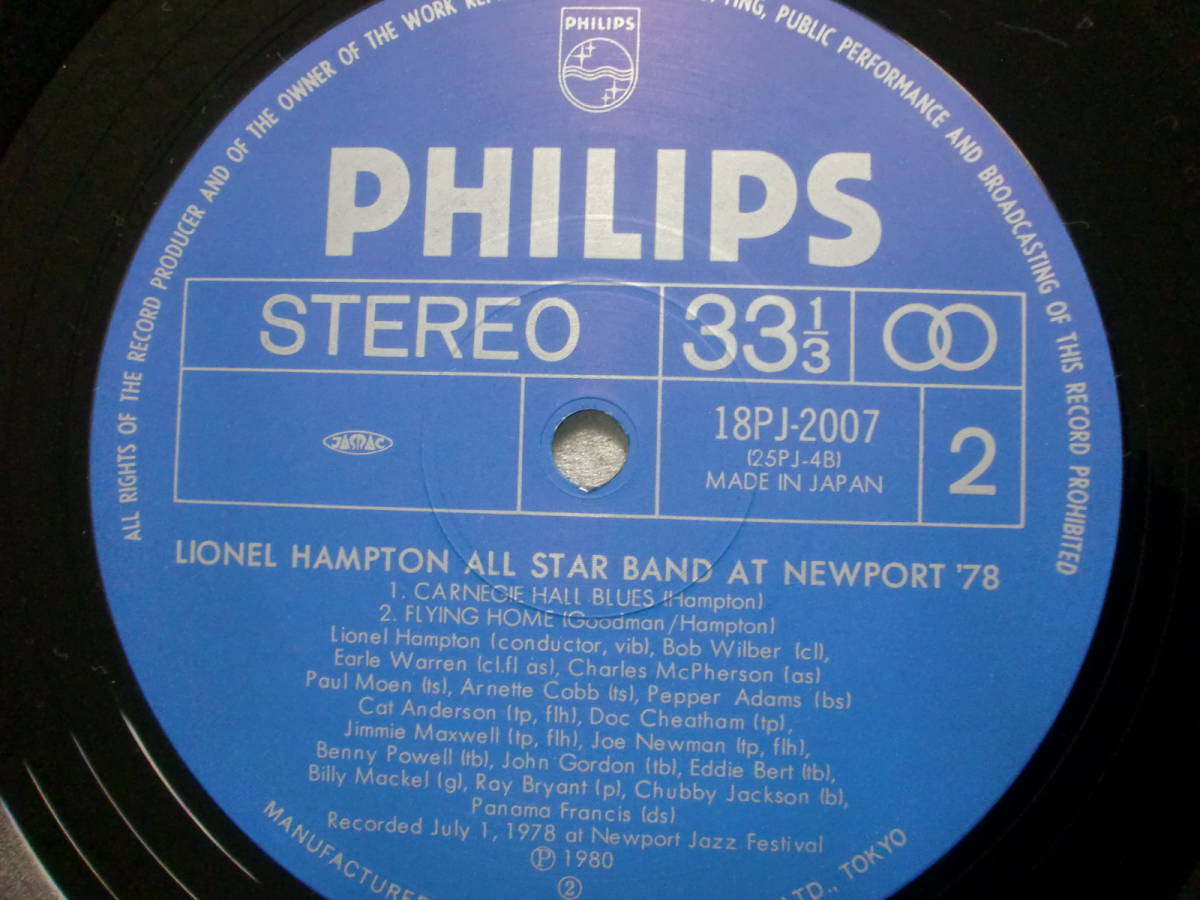 ALL RIGHTS OF THE RECORD PRODUCER AND OF THE OWNER OF THE WORK
PUBLIC PERFORMANCE AND BROADCASTING OF THIS RECORD PROHIBITED
PHILIPS
PHILIPS
STEREO
33 1/3
JASRAC
18PJ-2007
(25PJ-4B)
MADE IN JAPAN
2
LIONEL HAMPTON ALL STAR BAND AT NEWPORT '78
1. CARNEGIE HALL BLUES (Hampton)
2. FLYING HOME (Goodman/Hampton)
Lionel Hampton (conductor, vib), Bob Wilber (cl),
Earle Warren (cl.fl as), Charles McPherson (as)
Paul Moen (ts), Arnette Cobb (ts), Pepper Adams (bs)
Cat Anderson (tp, flh), Doc Cheatham (tp),
Jimmie Maxwell (tp, flh), Joe Newman (tp, flh),
Benny Powell (tb), John Gordon (tb), Eddie Bert (tb),
Billy Mackel (g), Ray Bryant (p), Chubby Jackson (b),
Panama Francis (ds)
Recorded July 1, 1978 at Newport Jazz Festival
Ⓟ 1980
②
LTD., TOKYO